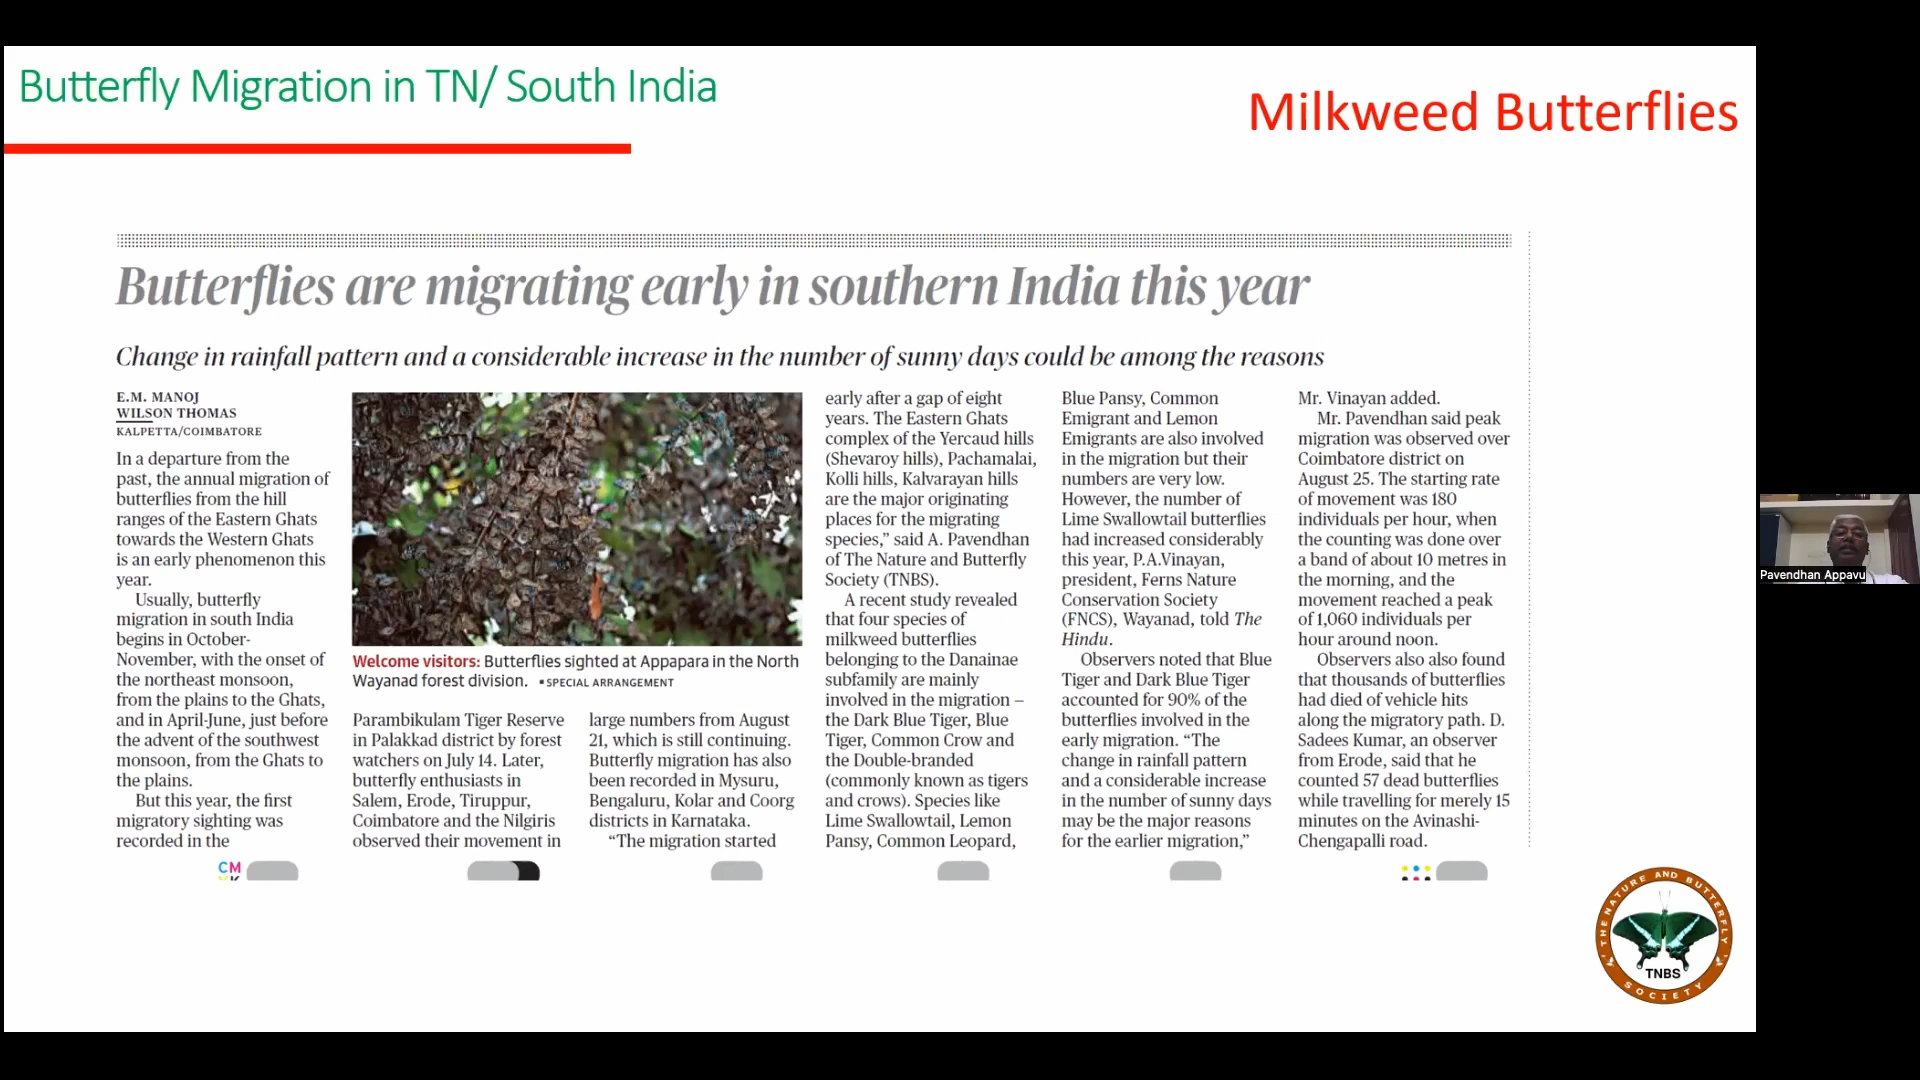 Butterfly Migration in TN/ South India
Milkweed Butterflies
Butterflies are migrating early in southern India this year
Change in rainfall pattern and a considerable increase in the number of sunny days could be among the reasons
E.M. MANOJ
WILSON THOMAS
KALPETTA/COIMBATORE
In a departure from the
past, the annual migration of
butterflies from the hill
ranges of the Eastern Ghats
towards the Western Ghats
is an early phenomenon this
year.
Usually, butterfly
migration in south India
begins in October-
November, with the onset of
the northeast monsoon,
from the plains to the Ghats,
and in April-June, just before
the advent of the southwest
monsoon, from the Ghats to
the plains.
But this year, the first
migratory sighting was
recorded in the
Welcome visitors: Butterflies sighted at Appapara in the North
Wayanad forest division. ▪ SPECIAL ARRANGEMENT
Parambikulam Tiger Reserve
in Palakkad district by forest
watchers on July 14. Later,
butterfly enthusiasts in
Salem, Erode, Tiruppur,
Coimbatore and the Nilgiris
observed their movement in
large numbers from August
21, which is still continuing.
Butterfly migration has also
been recorded in Mysuru,
Bengaluru, Kolar and Coorg
districts in Karnataka.
“The migration started
early after a gap of eight
years. The Eastern Ghats
complex of the Yercaud hills
(Shevaroy hills), Pachamalai,
Kolli hills, Kalvarayan hills
are the major originating
places for the migrating
species,” said A. Pavendhan
of The Nature and Butterfly
Society (TNBS).
A recent study revealed
that four species of
milkweed butterflies
belonging to the Danainae
subfamily are mainly
involved in the migration –
the Dark Blue Tiger, Blue
Tiger, Common Crow and
the Double-branded
(commonly known as tigers
and crows). Species like
Lime Swallowtail, Lemon
Pansy, Common Leopard,
Blue Pansy, Common
Emigrant and Lemon
Emigrants are also involved
in the migration but their
numbers are very low.
However, the number of
Lime Swallowtail butterflies
had increased considerably
this year, P.A.Vinayan,
president, Ferns Nature
Conservation Society
(FNCS), Wayanad, told The
Hindu.
Observers noted that Blue
Tiger and Dark Blue Tiger
accounted for 90% of the
butterflies involved in the
early migration. “The
change in rainfall pattern
and a considerable increase
in the number of sunny days
may be the major reasons
for the earlier migration,”
Mr. Vinayan added.
Mr. Pavendhan said peak
migration was observed over
Coimbatore district on
August 25. The starting rate
of movement was 180
individuals per hour, when
the counting was done over
a band of about 10 metres in
the morning, and the
movement reached a peak
of 1,060 individuals per
hour around noon.
Observers also also found
that thousands of butterflies
had died of vehicle hits
along the migratory path. D.
Sadees Kumar, an observer
from Erode, said that he
counted 57 dead butterflies
while travelling for merely 15
minutes on the Avinashi-
Chengapalli road.
CM
THE NATURE AND BUTTERFLY
TNBS
SOCIETY
Pavendhan Appavu